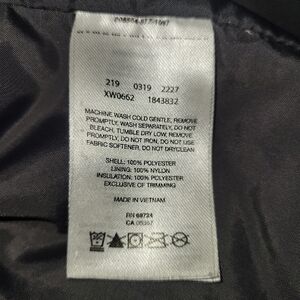 219 0319 2227
XW0662 1843832
MACHINE WASH COLD GENTLE, REMOVE
PROMPTLY, WASH SEPARATELY, DO NOT
BLEACH, TUMBLE DRY LOW, REMOVE
PROMPTLY, DO NOT IRON, DO NOT USE
FABRIC SOFTENER, DO NOT DRYCLEAN
SHELL: 100% POLYESTER
LINING: 100% NYLON
INSULATION: 100% POLYESTER
EXCLUSIVE OF TRIMMING
MADE IN VIETNAM
RN 69724
CA